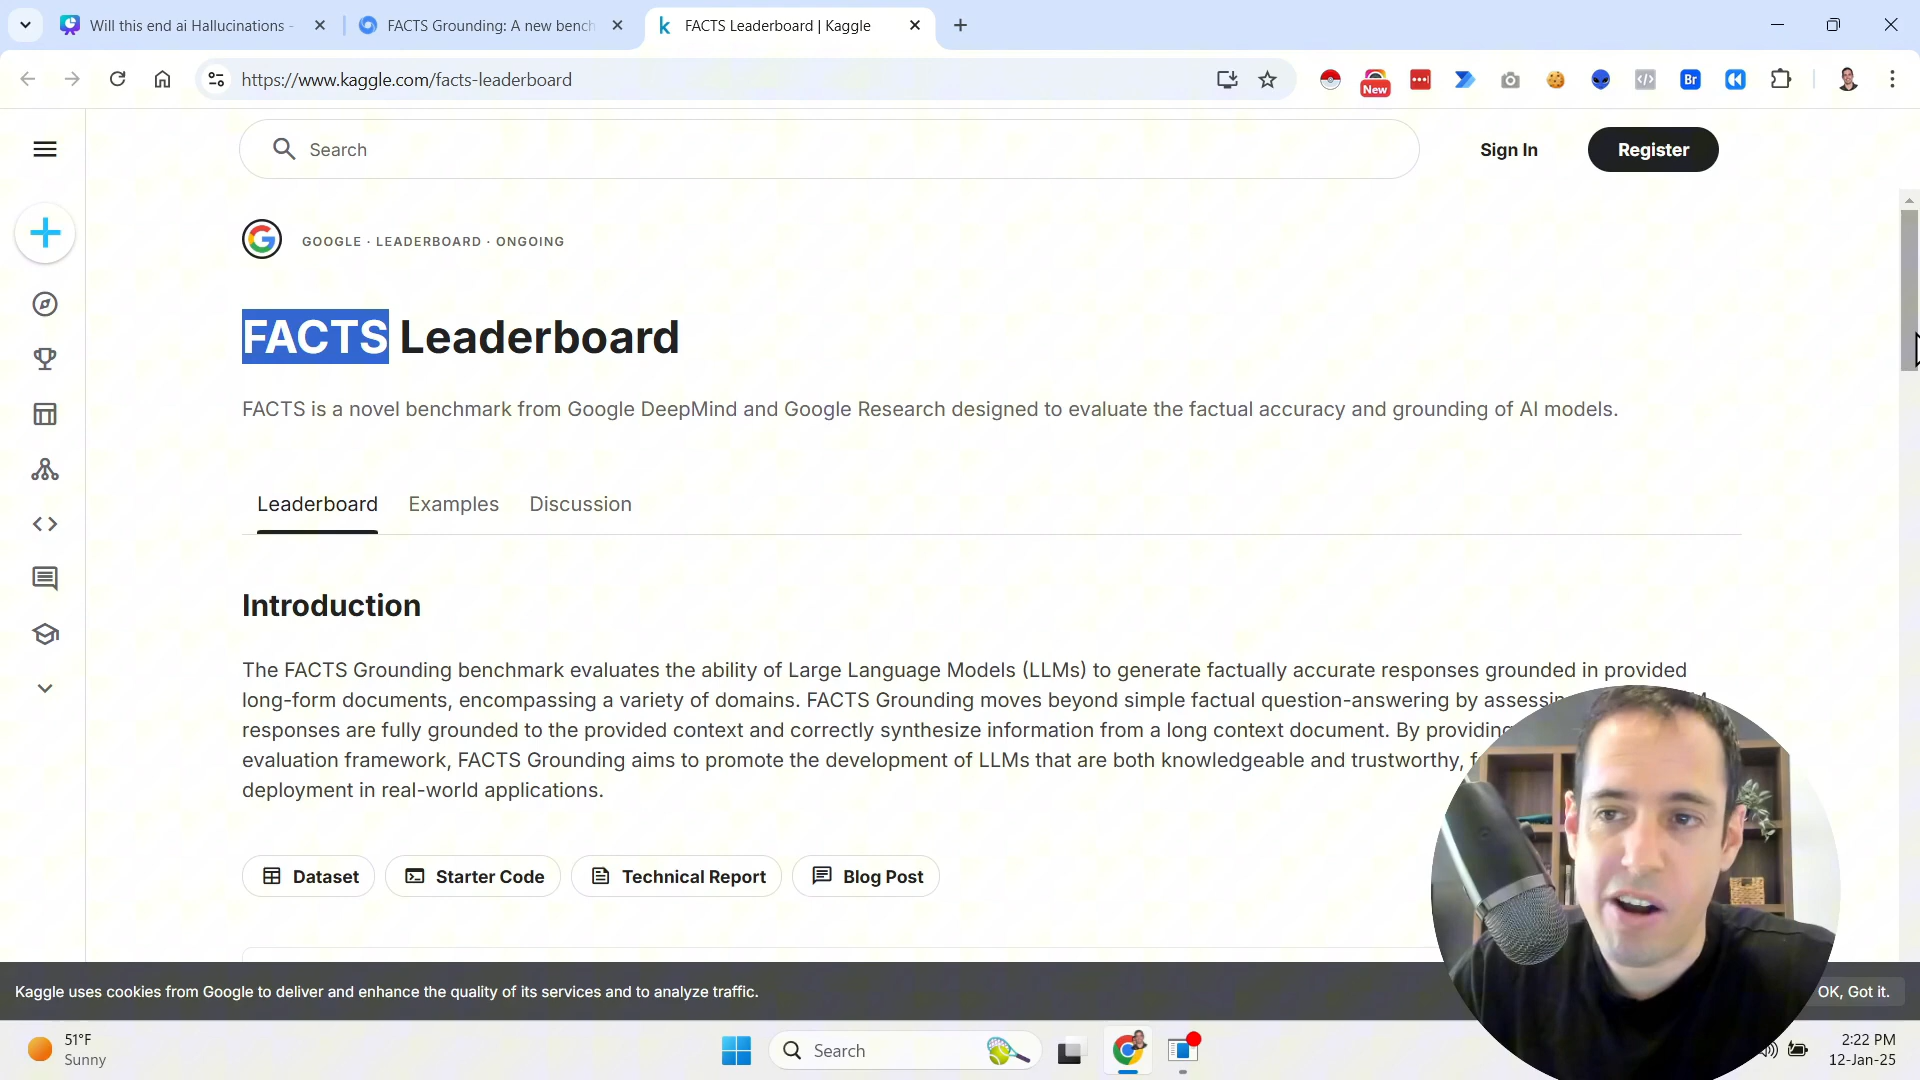 Will this end ai Hallucinations -
FACTS Grounding: A new bench
FACTS Leaderboard | Kaggle
https://www.kaggle.com/facts-leaderboard
New
Br
Search
Sign In
Register
GOOGLE · LEADERBOARD · ONGOING
FACTS Leaderboard
FACTS is a novel benchmark from Google DeepMind and Google Research designed to evaluate the factual accuracy and grounding of AI models.
Leaderboard
Examples
Discussion
Introduction
The FACTS Grounding benchmark evaluates the ability of Large Language Models (LLMs) to generate factually accurate responses grounded in provided
long-form documents, encompassing a variety of domains. FACTS Grounding moves beyond simple factual question-answering by
responses are fully grounded to the provided context and correctly synthesize information from a long context document. By
evaluation framework, FACTS Grounding aims to promote the development of LLMs that are both knowledgeable and trustworthy,
deployment in real-world applications.
Dataset
Starter Code
Technical Report
Blog Post
Kaggle uses cookies from Google to deliver and enhance the quality of its services and to analyze traffic.
OK, Got it.
51°F
Sunny
Search
2:22 PM
12-Jan-25